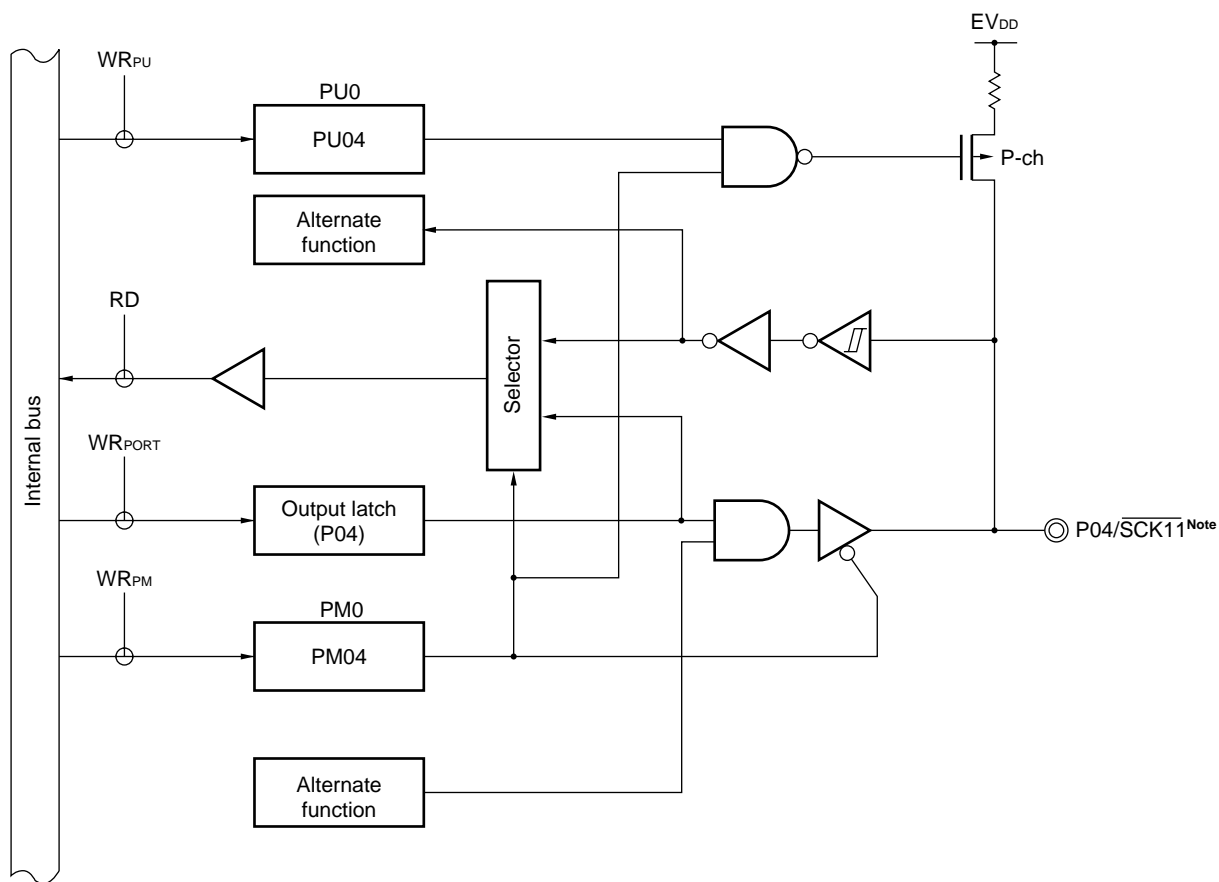 EVDD
WRPU
PU0
PU04
P-ch
Alternate
function
RD
Selector
Internal bus
WRPORT
Output latch
(P04)
P04/SCK11Note
WRPM
PM0
PM04
Alternate
function